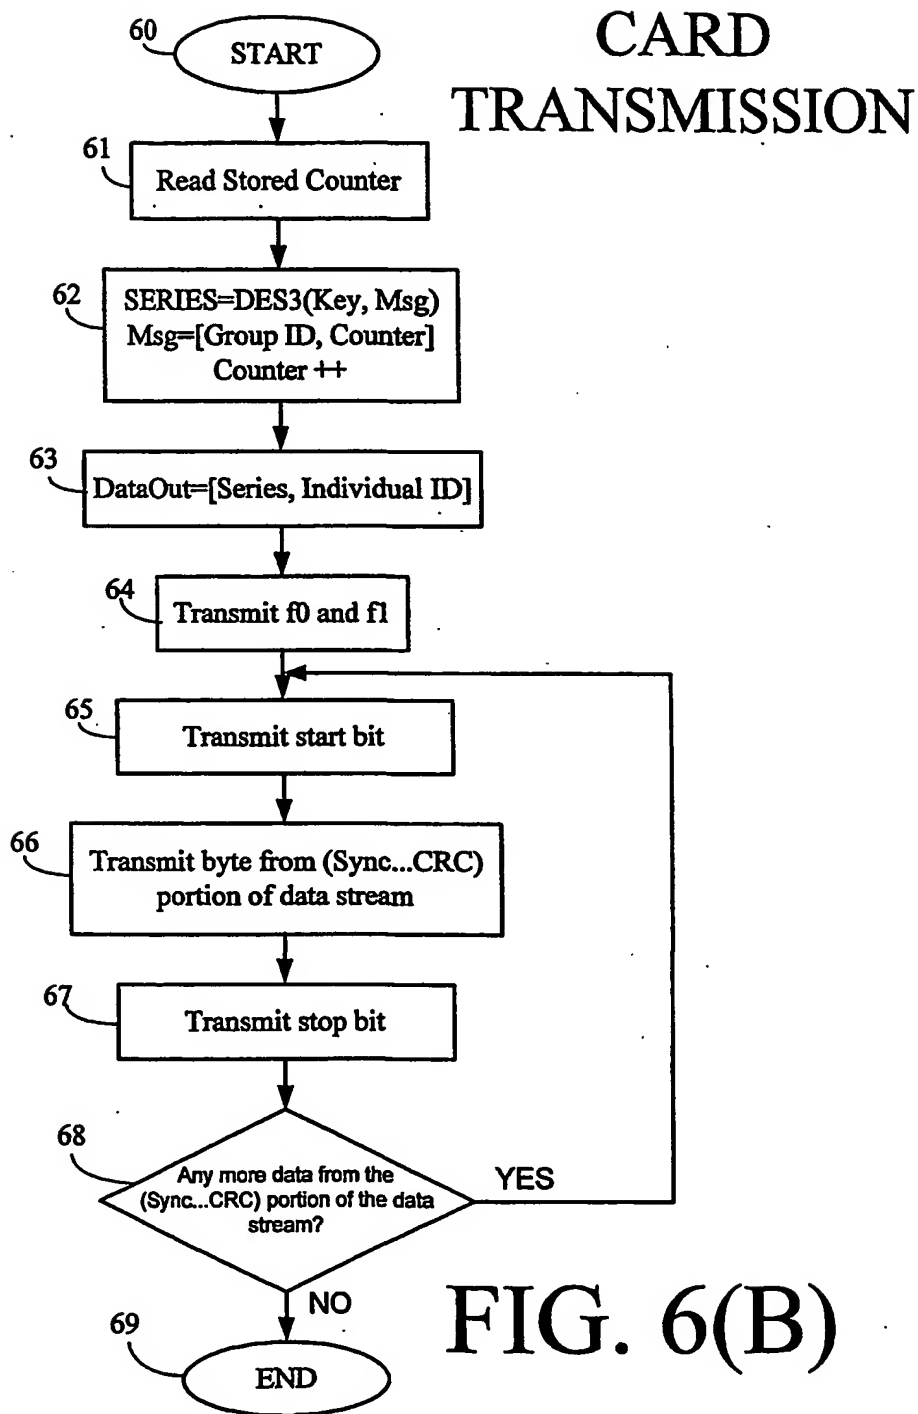 CARD
TRANSMISSION
60
START
61
Read Stored Counter
62
SERIES=DES3(Key, Msg)
Msg=[Group ID, Counter]
Counter ++
63
DataOut=[Series, Individual ID]
64
Transmit f0 and f1
65
Transmit start bit
66
Transmit byte from (Sync...CRC)
portion of data stream
67
Transmit stop bit
68
Any more data from the
(Sync...CRC) portion of the data
stream?
YES
NO
69
END
FIG. 6(B)